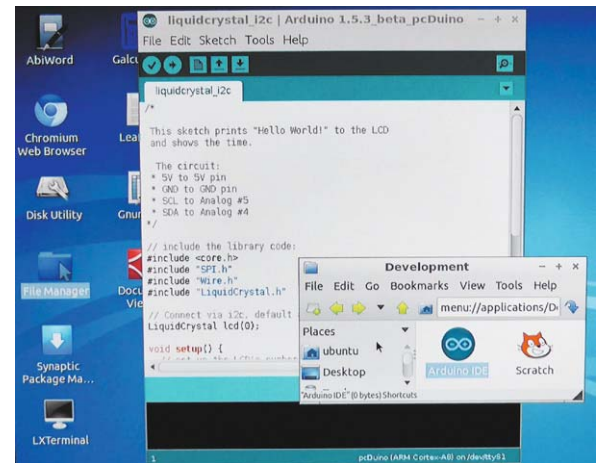 liquidcrystal_i2c | Arduino 1.5.3_beta_pcDuino
File Edit Sketch Tools Help
liquidcrystal_i2c
/*
This sketch prints "Hello World!" to the LCD
and shows the time.
The circuit:
* 5V to 5V pin
* GND to GND pin
* SCL to Analog #5
* SDA to Analog #4
*/
// include the library code:
#include <core.h>
#include "SPI.h"
#include "Wire.h"
#include "LiquidCrystal.h"
// Connect via i2c, default
LiquidCrystal lcd(0);
void setup() {
1
pcDuino (ARM Cortex-A8) on /dev/ttyS1
AbiWord
Galcu
Chromium
Web Browser
Leaf
Disk Utility
Gnum
File Manager
Docu
Vie
Synaptic
Package Ma...
LXTerminal
Development
File Edit Go Bookmarks View Tools Help
menu://applications/De
Places
ubuntu
Desktop
Arduino IDE
Scratch
"Arduino IDE" (0 bytes) Shortcuts